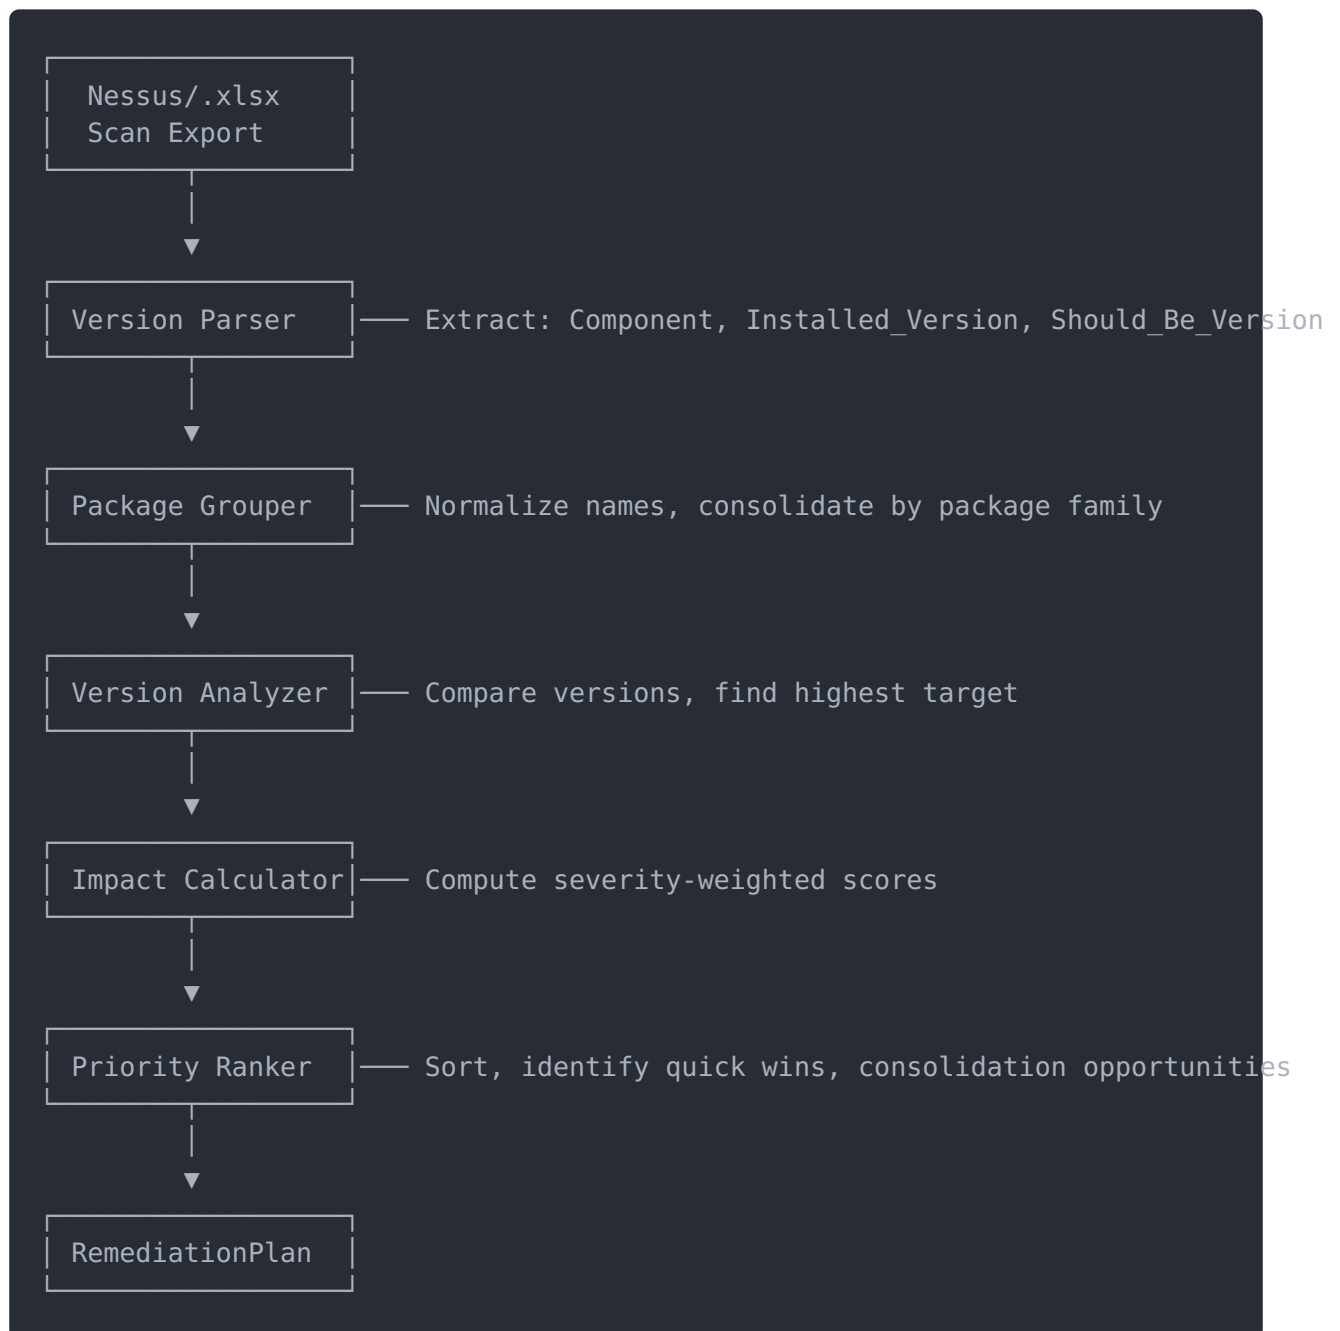 Nessus/.xlsx
Scan Export
Version Parser Extract: Component, Installed_Version, Should_Be_Version
Package Grouper Normalize names, consolidate by package family
Version Analyzer Compare versions, find highest target
Impact Calculator Compute severity-weighted scores
Priority Ranker Sort, identify quick wins, consolidation opportunities
RemediationPlan